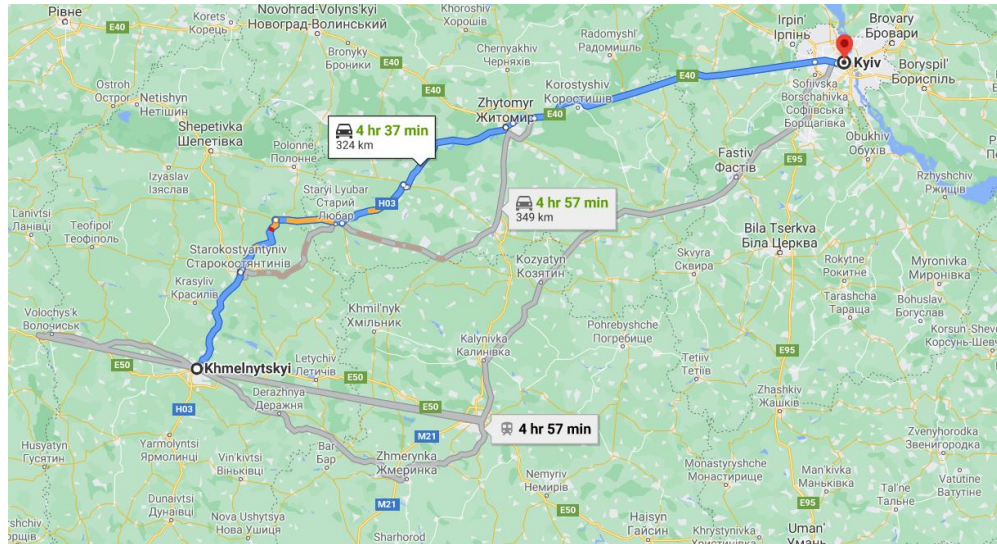 Рівне
Korets'
Корець
Novohrad-Volyns'kyi
Новоград-Волинський
Khoroshiv
Хорошів
Irpin'
Ірпінь
Brovary
Бровари
E40
E40
Bronyky
Броники
Chernyakhiv
Черняхів
Radomyshl'
Радомишль
Kyiv
Boryspil'
Бориспіль
Ostroh
Острог
Netishyn
Нетішин
E40
E40
Korostyshiv
Коростишів
Sofiivska
Borschahivka
Софіївська
Борщагівка
Zhytomyr
Житомир
E40
Shepetivka
Шепетівка
4 hr 37 min
324 km
Polonne
Полонне
Obukhiv
Обухів
E95
Fastiv
Фастів
Rzhyshchiv
Ржищів
Izyaslav
Ізяслав
Staryi Lyubar
Старий
Любар
H03
4 hr 57 min
349 km
Lanivtsi
Ланівці
Teofipol'
Теофіполь
Bila Tserkva
Біла Церква
Starokostyantyniv
Старокостянтинів
Kozyatyn
Козятин
Skvyra
Сквира
Rokytne
Рокитне
Myronivka
Миронівка
Krasyliv
Красилів
Tarashcha
Тараща
Bohuslav
Богуслав
Volochys'k
Волочиськ
Khmil'nyk
Хмільник
Pohrebyshche
Погребище
Korsun-Shevc
Корсунь-Шевч
Kalynivka
Калинівка
E95
E50
Khmelnytskyi
Letychiv
Летичів
Tetiiv
Тетіїв
E50
Zhashkiv
Жашків
Derazhnya
Деражня
E50
H03
M21
4 hr 57 min
Zvenyhorodka
Звенигородка
Husyatyn
Гусятин
Yarmolyntsi
Ярмолинці
Bar
Бар
Vin'kivtsi
Віньківці
Zhmerynka
Жмеринка
Monastyryshche
Монастирище
Man'kivka
Маньківка
Nemyriv
Немирів
Tal'ne
Тальне
Vatutine
Ватутіне
M21
Dunaivtsi
Дунаївці
E50
Nova Ushytsya
Нова Ушиця
Haisyn
Гайсин
Khrystynivka
Uman'
Умань
Sharhorod